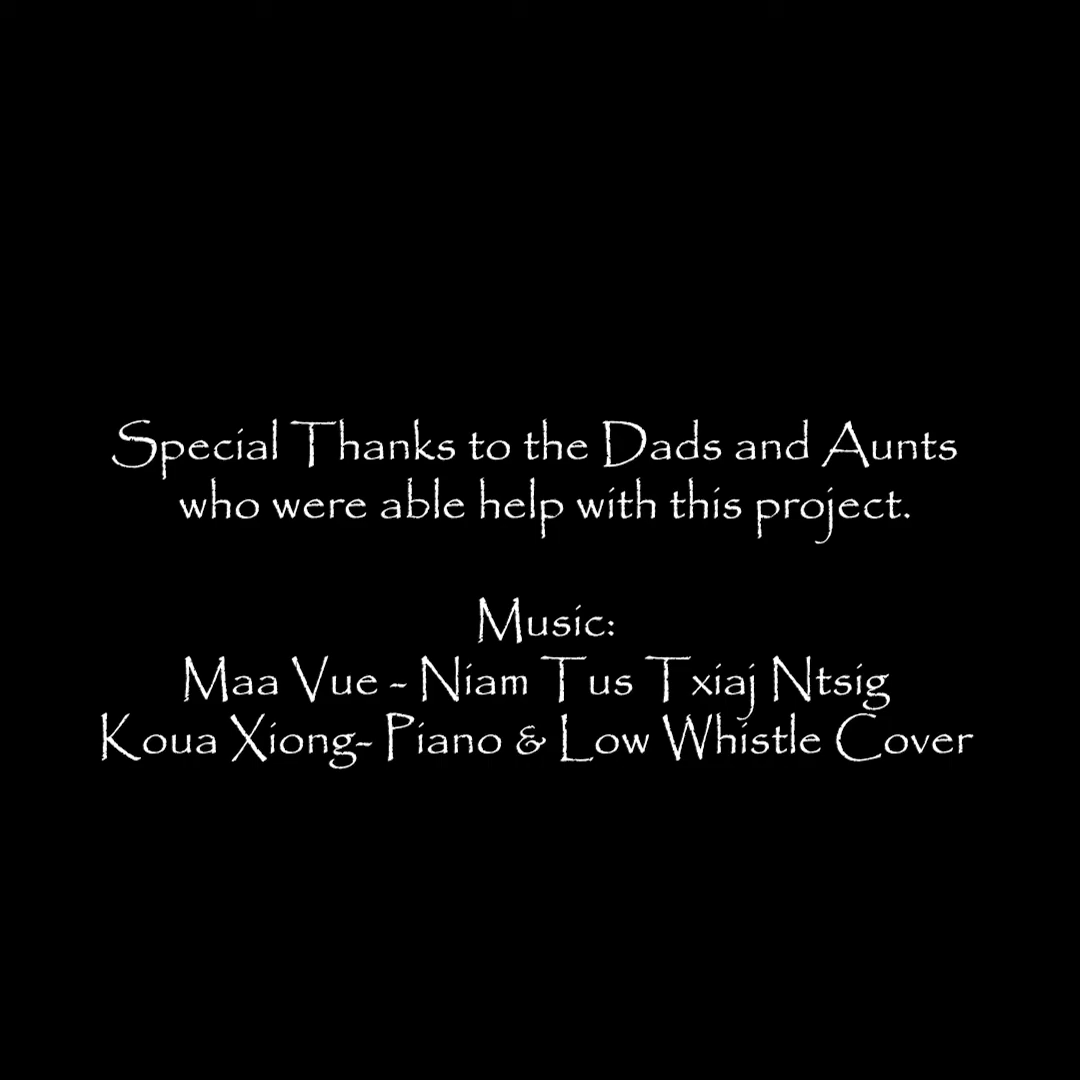 Special Thanks to the Dads and Aunts
who were able help with this project.
Music:
Maa Vue - Niam Tus Txiaj Ntsig
Koua Xiong- Piano & Low Whistle Cover